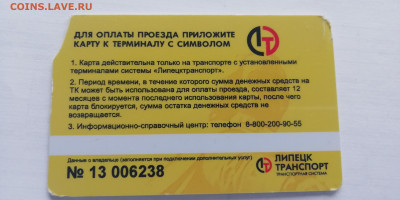 COINS.LAVE.RU
ДЛЯ ОПЛАТЫ ПРОЕЗДА ПРИЛОЖИТЕ
КАРТУ К ТЕРМИНАЛУ С СИМВОЛОМ
ЛТ
1. Карта действительна только на транспорте с установленными
терминалами системы «Липецктранспорт».
2. Период времени, в течение которого сумма денежных средств на
ТК может быть использована для оплаты проезда, составляет 12
месяцев с момента последнего использования карты, после чего
карта блокируется, сумма остатка денежных средств не
возвращается.
3. Информационно-справочный центр: телефон 8-800-200-90-55
Данные о владельце (заполняется при подключении дополнительных услуг)
№ 13 006238
ЛТ
ЛИПЕЦК
ТРАНСПОРТ
ТРАНСПОРТНАЯ СИСТЕМА